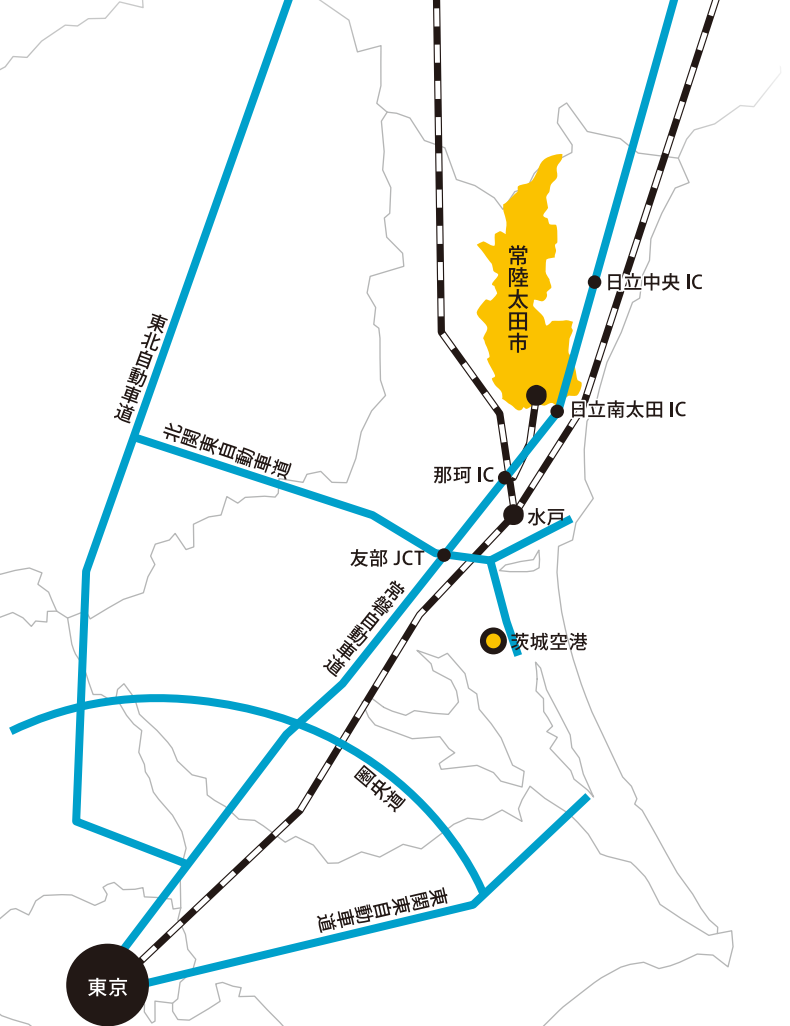 常陸太田市
日立中央 IC
東北自動車道
日立南太田 IC
北関東自動車道
那珂 IC
水戸
友部 JCT
常磐自動車道
茨城空港
圏央道
東関東自動車道
東京